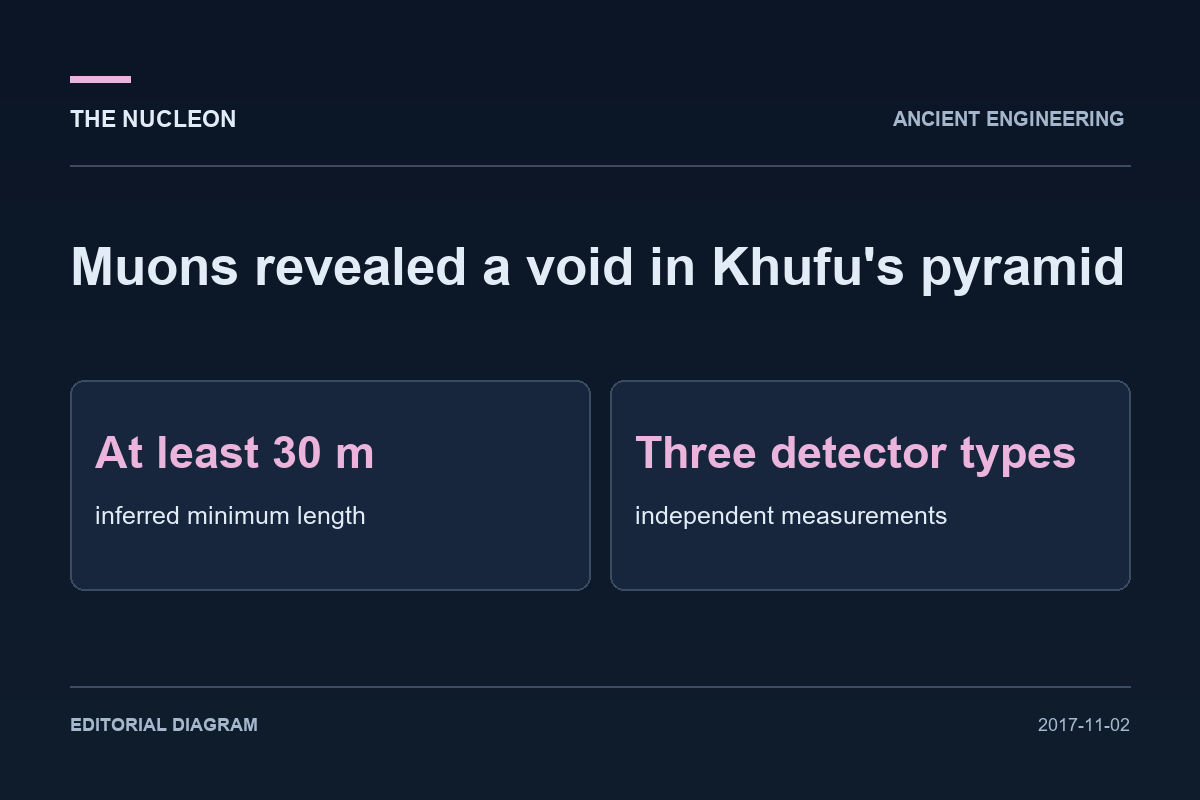 THE NUCLEON
ANCIENT ENGINEERING
Muons revealed a void in Khufu's pyramid
At least 30 m
inferred minimum length
Three detector types
independent measurements
EDITORIAL DIAGRAM
2017-11-02